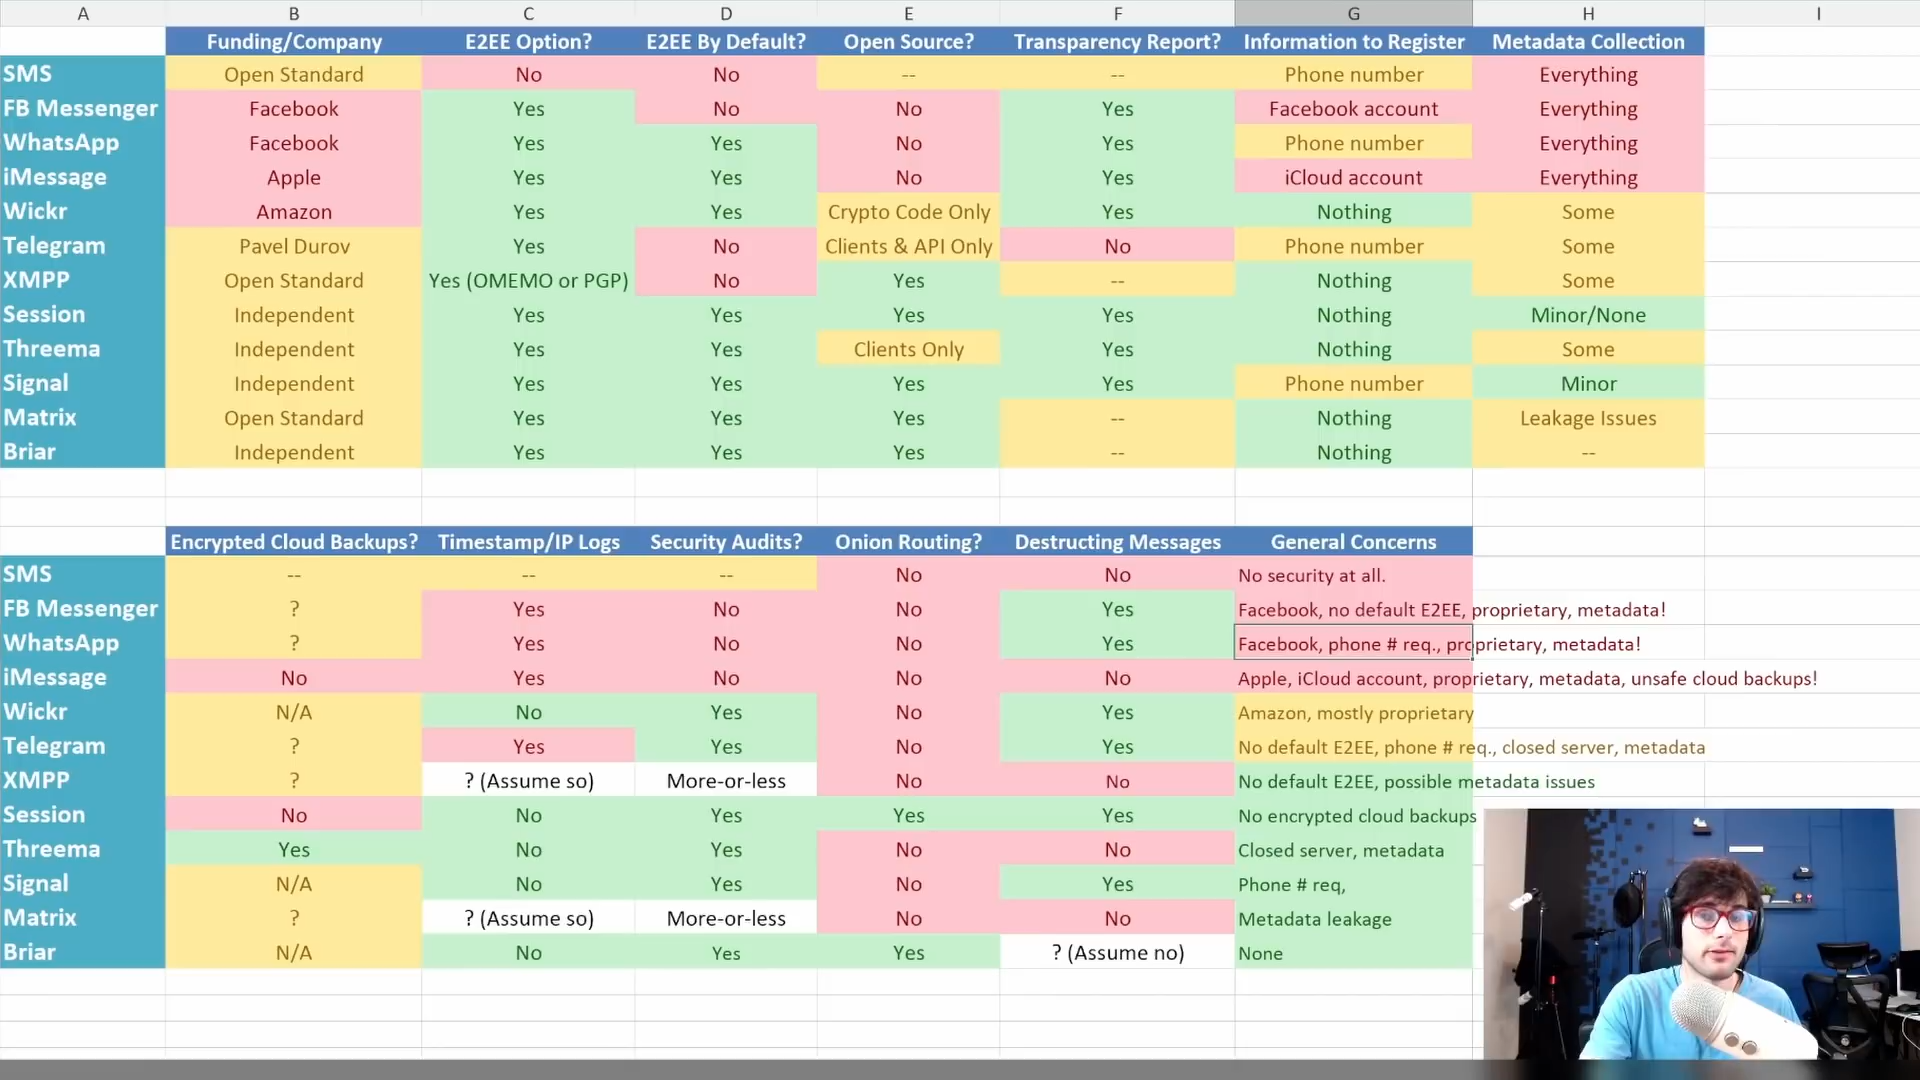 A B C D E F G H I
Funding/Company E2EE Option? E2EE By Default? Open Source? Transparency Report? Information to Register Metadata Collection
SMS Open Standard No No -- -- Phone number Everything
FB Messenger Facebook Yes No No Yes Facebook account Everything
WhatsApp Facebook Yes Yes No Yes Phone number Everything
iMessage Apple Yes Yes No Yes iCloud account Everything
Wickr Amazon Yes Yes Crypto Code Only Yes Nothing Some
Telegram Pavel Durov Yes No Clients & API Only No Phone number Some
XMPP Open Standard Yes (OMEMO or PGP) No Yes -- Nothing Some
Session Independent Yes Yes Yes Yes Nothing Minor/None
Threema Independent Yes Yes Clients Only Yes Nothing Some
Signal Independent Yes Yes Yes Yes Phone number Minor
Matrix Open Standard Yes Yes Yes -- Nothing Leakage Issues
Briar Independent Yes Yes Yes -- Nothing --
Encrypted Cloud Backups? Timestamp/IP Logs Security Audits? Onion Routing? Destructing Messages General Concerns
SMS -- -- -- No No No security at all.
FB Messenger ? Yes No No Yes Facebook, no default E2EE, proprietary, metadata!
WhatsApp ? Yes No No Yes Facebook, phone # req., proprietary, metadata!
iMessage No Yes No No No Apple, iCloud account, proprietary, metadata, unsafe cloud backups!
Wickr N/A No Yes No Yes Amazon, mostly proprietary
Telegram ? Yes Yes No Yes No default E2EE, phone # req., closed server, metadata
XMPP ? ? (Assume so) More-or-less No No No default E2EE, possible metadata issues
Session No No Yes Yes Yes No encrypted cloud backups
Threema Yes No Yes No No Closed server, metadata
Signal N/A No Yes No Yes Phone # req,
Matrix ? ? (Assume so) More-or-less No No Metadata leakage
Briar N/A No Yes Yes ? (Assume no) None